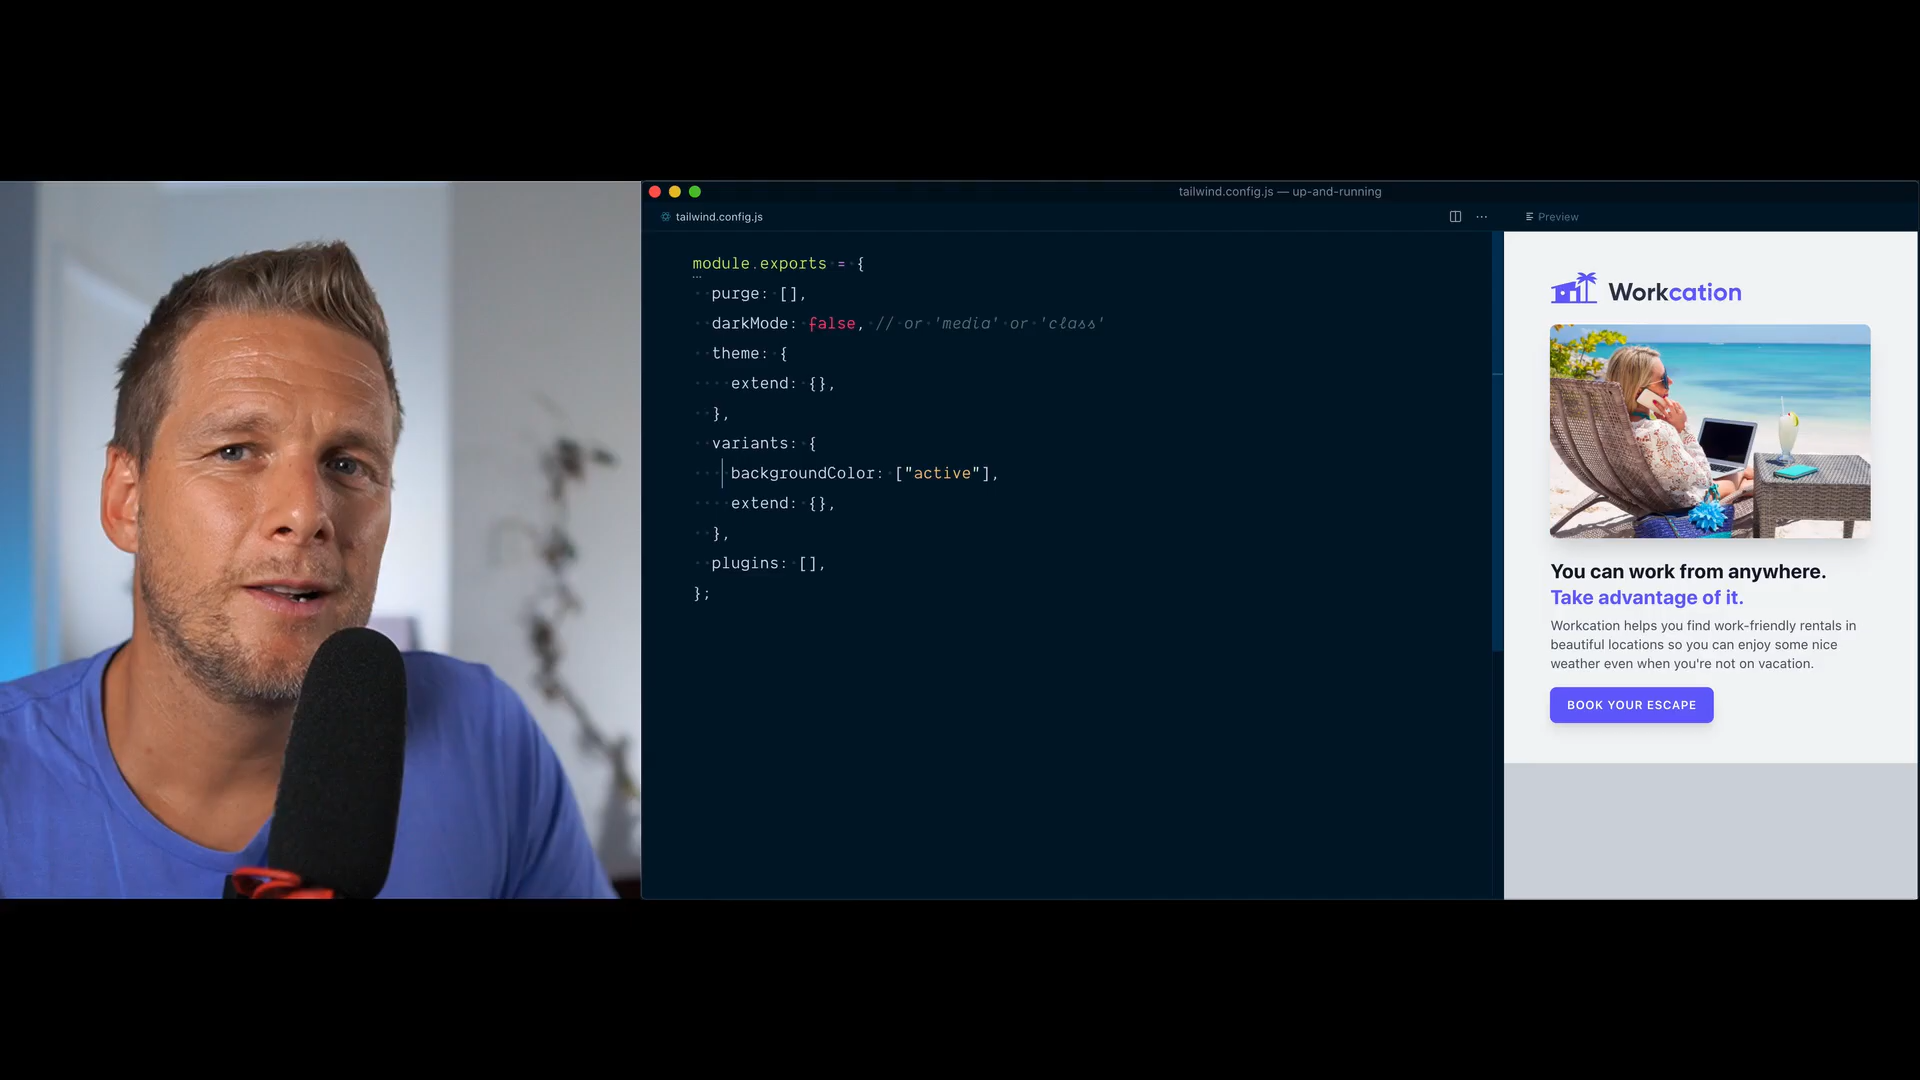 tailwind.config.js — up-and-running
tailwind.config.js
Preview
module.exports = {
purge: [],
darkMode: false, // or 'media' or 'class'
theme: {
extend: {},
},
variants: {
backgroundColor: ["active"],
extend: {},
},
plugins: [],
};
Workcation
You can work from anywhere.
Take advantage of it.
Workcation helps you find work-friendly rentals in
beautiful locations so you can enjoy some nice
weather even when you're not on vacation.
BOOK YOUR ESCAPE